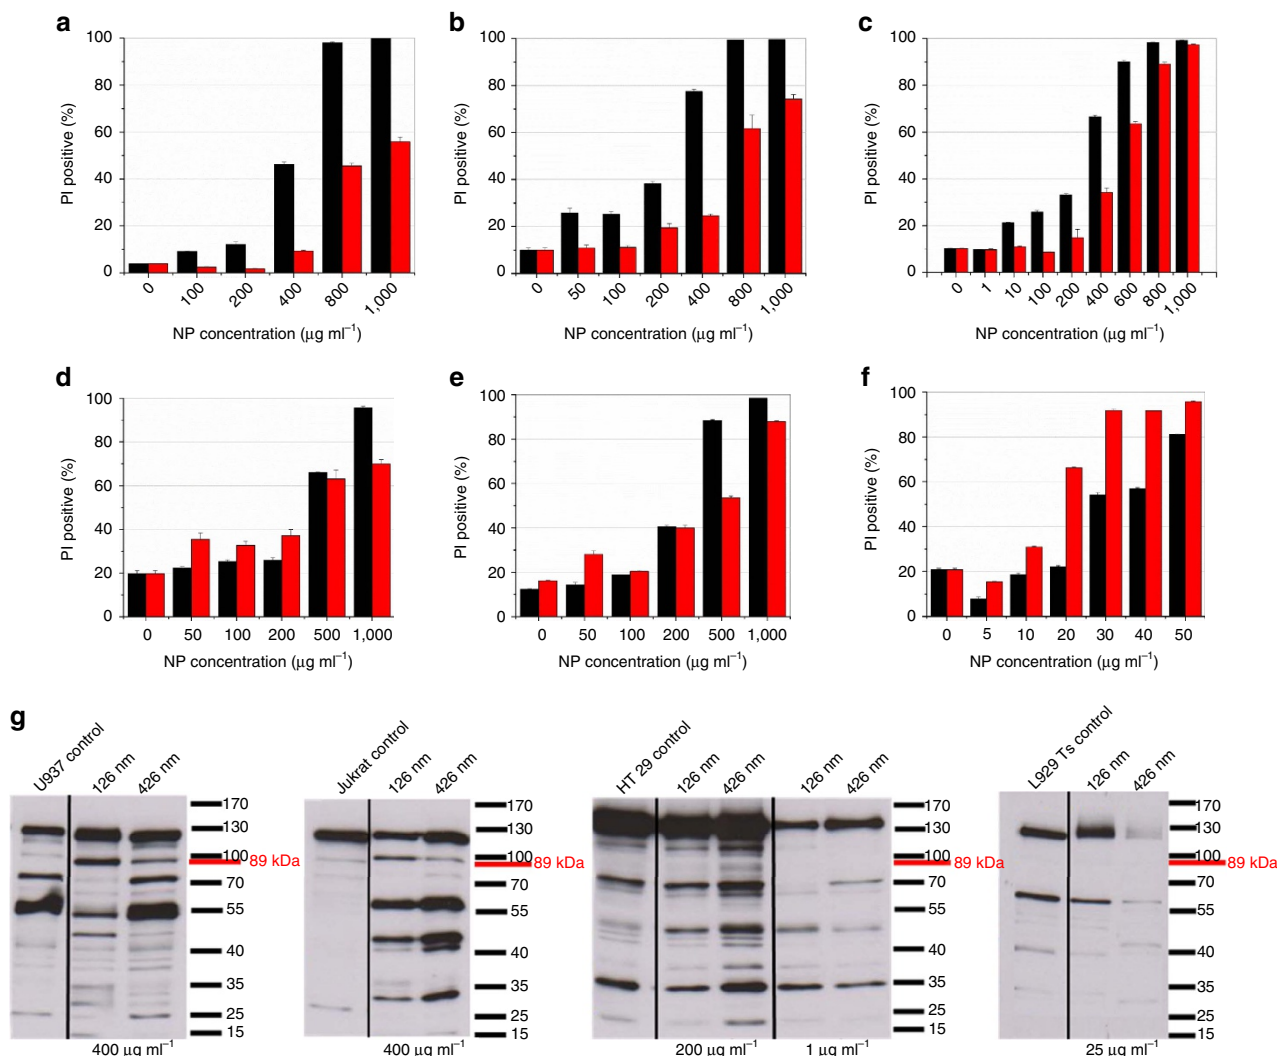 a
b
c
100
80
60
40
20
0
PI positive (%)
0
100
200
400
800
1,000
NP concentration (µg ml⁻¹)
100
80
60
40
20
0
PI positive (%)
0
50
100
200
400
800
1,000
NP concentration (µg ml⁻¹)
100
80
60
40
20
0
PI positive (%)
0
1
10
100
200
400
600
800
1,000
NP concentration (µg ml⁻¹)
d
e
f
100
80
60
40
20
0
PI positive (%)
0
50
100
200
500
1,000
NP concentration (µg ml⁻¹)
100
80
60
40
20
0
PI positive (%)
0
50
100
200
500
1,000
NP concentration (µg ml⁻¹)
100
80
60
40
20
0
PI positive (%)
0
5
10
20
30
40
50
NP concentration (µg ml⁻¹)
g
U937 control
126 nm
426 nm
170
130
100
89 kDa
70
55
40
35
25
15
400 µg ml⁻¹
Jukrat control
126 nm
426 nm
170
130
100
89 kDa
70
55
40
35
25
15
400 µg ml⁻¹
HT 29 control
126 nm
426 nm
126 nm
426 nm
170
130
100
89 kDa
70
55
40
35
25
15
200 µg ml⁻¹
1 µg ml⁻¹
L929 Ts control
126 nm
426 nm
170
130
100
89 kDa
70
55
40
35
25
15
25 µg ml⁻¹